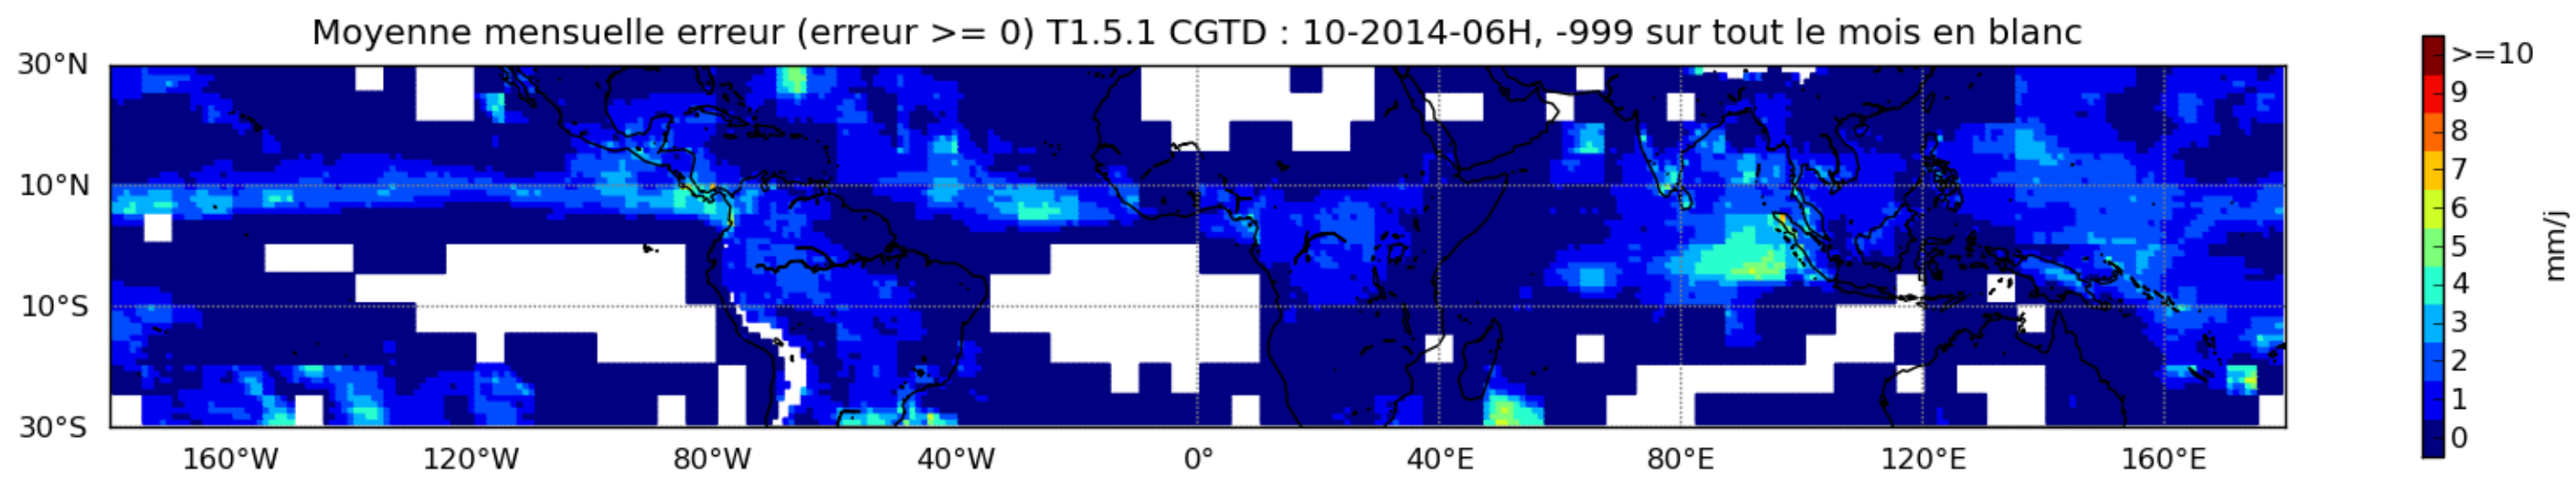 Moyenne mensuelle erreur (erreur >= 0) T1.5.1 CGTD : 10-2014-06H, -999 sur tout le mois en blanc
30°N
10°N
10°S
30°S
160°W 120°W 80°W 40°W 0° 40°E 80°E 120°E 160°E
>=10
9
8
7
6
5
4
3
2
1
0
mm/j